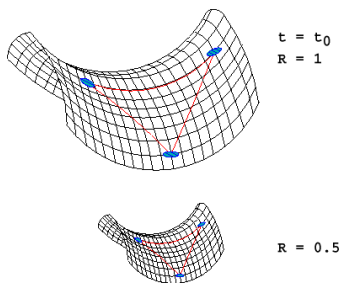 t = t0
R = 1
R = 0.5